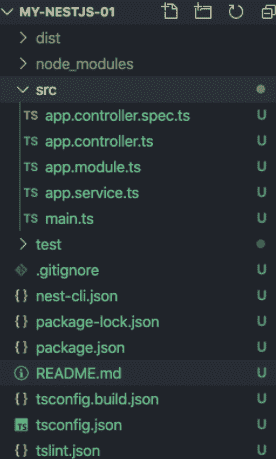 MY-NESTJS-01
dist
node_modules
src
TS app.controller.spec.ts U
TS app.controller.ts U
TS app.module.ts U
TS app.service.ts U
TS main.ts U
test
.gitignore U
{} nest-cli.json U
{} package-lock.json U
{} package.json U
README.md U
{} tsconfig.build.json U
TS tsconfig.json U
{} tslint.json U